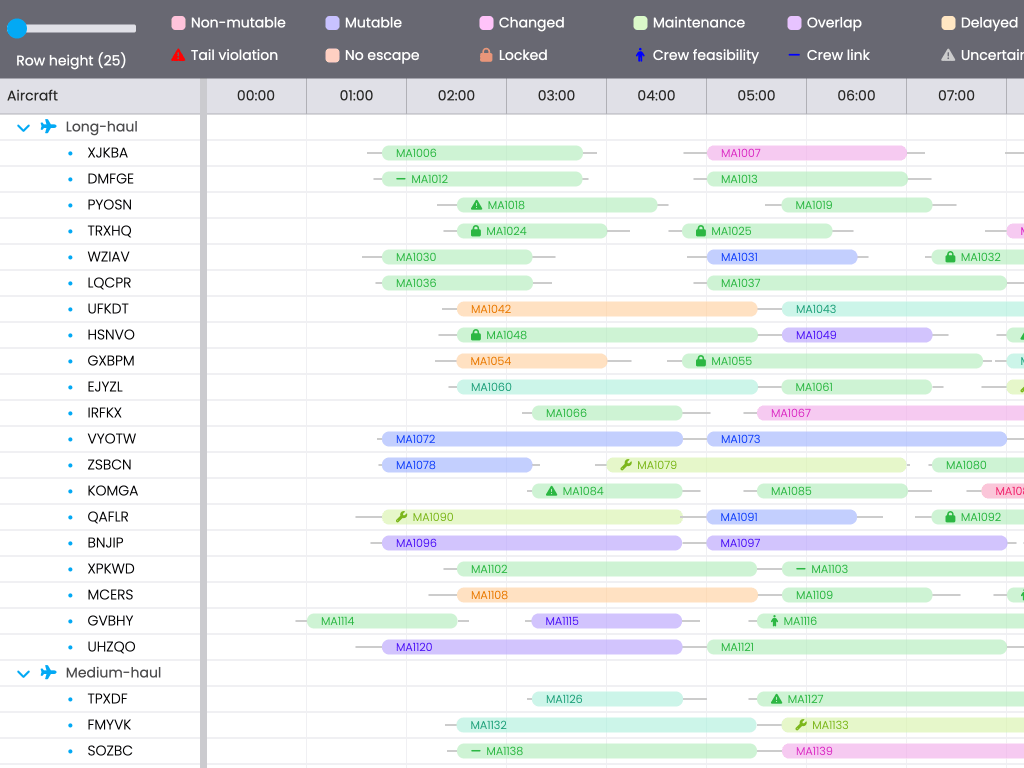 Non-mutable Mutable Changed Maintenance Overlap Delayed
Row height (25) Tail violation No escape Locked Crew feasibility Crew link
Aircraft 00:00 01:00 02:00 03:00 04:00 05:00 06:00 07:00
Long-haul
XJKBA MA1006 MA1007
DMFGE MA1012 MA1013
PYOSN MA1018 MA1019
TRXHQ MA1024 MA1025
WZIAV MA1030 MA1031 MA1032
LQCPR MA1036 MA1037
UFKDT MA1042 MA1043
HSNVO MA1048 MA1049
GXBPM MA1054 MA1055
EJYZL MA1060 MA1061
IRFKX MA1066 MA1067
VYOTW MA1072 MA1073
ZSBCN MA1078 MA1079 MA1080
KOMGA MA1084 MA1085
QAFLR MA1090 MA1091 MA1092
BNJIP MA1096 MA1097
XPKWD MA1102 MA1103
MCERS MA1108 MA1109
GVBHY MA1114 MA1115 MA1116
UHZQO MA1120 MA1121
Medium-haul
TPXDF MA1126 MA1127
FMYVK MA1132 MA1133
SOZBC MA1138 MA1139